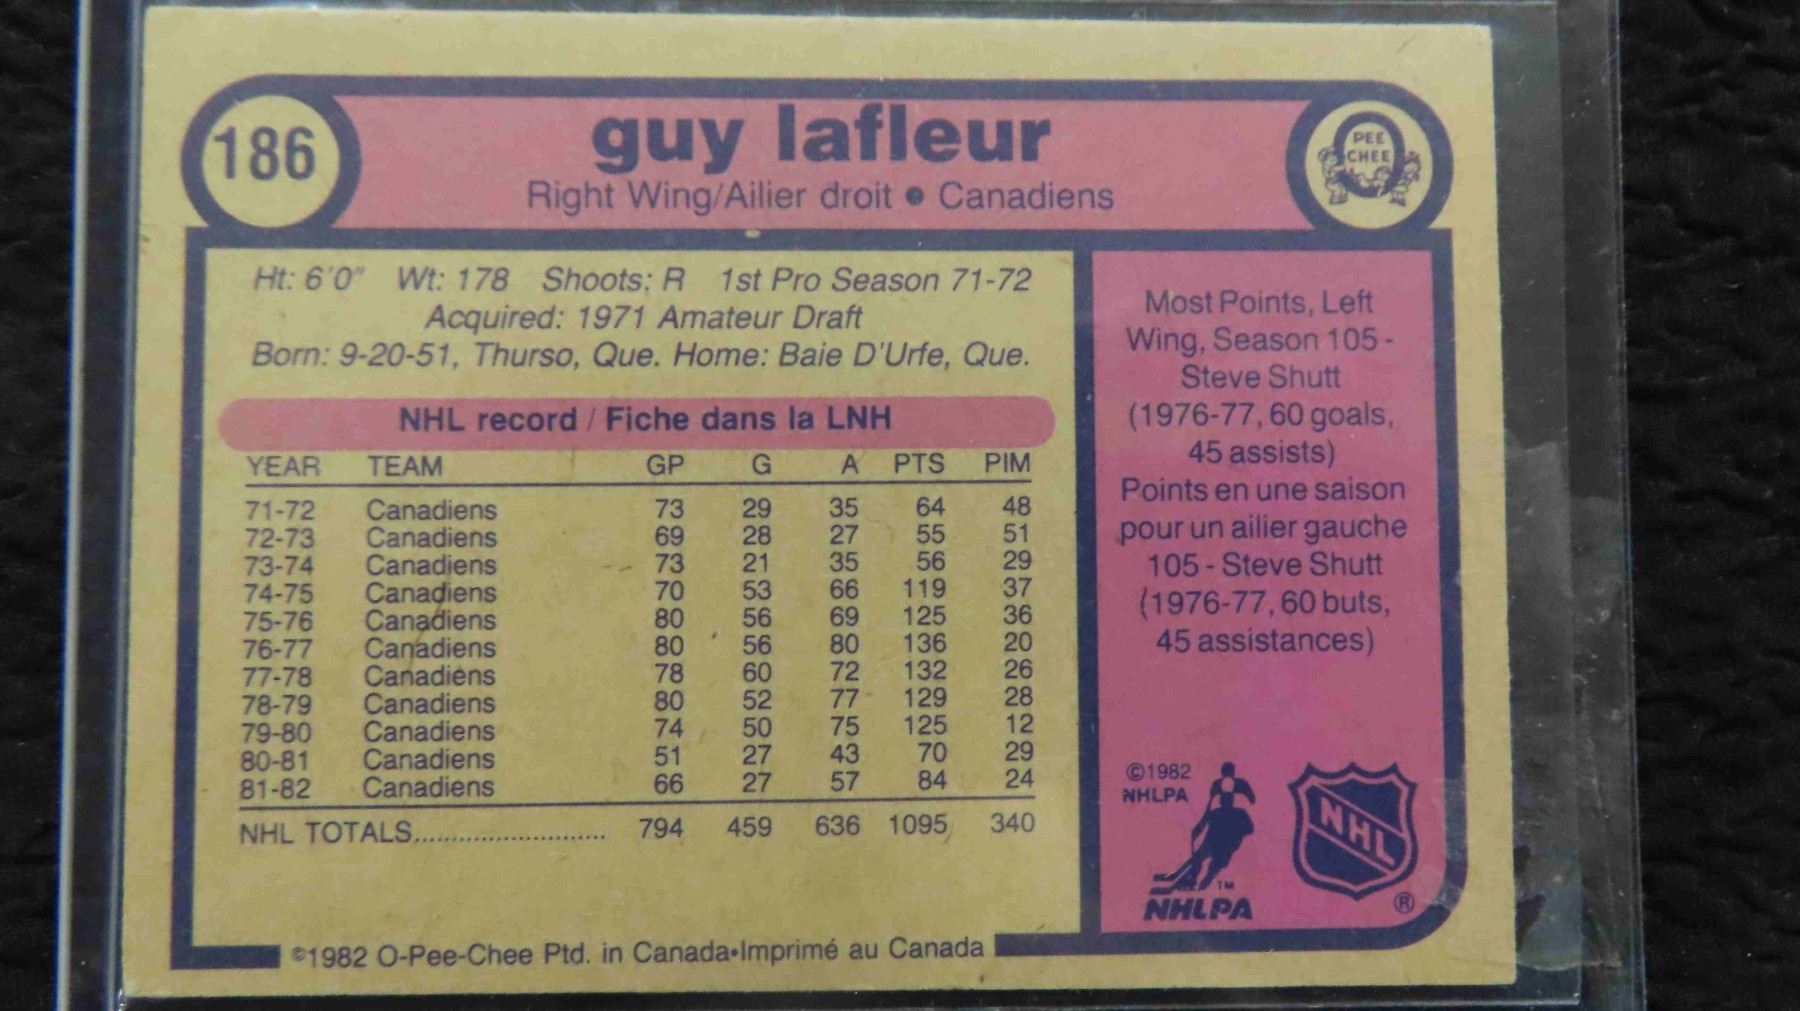 186
guy lafleur
Right Wing/Ailier droit • Canadiens
O
PEE
CHEE
Ht: 6'0" Wt: 178 Shoots: R 1st Pro Season 71-72
Acquired: 1971 Amateur Draft
Born: 9-20-51, Thurso, Que. Home: Baie D'Urfe, Que.
NHL record / Fiche dans la LNH
YEAR TEAM GP G A PTS PIM
71-72 Canadiens 73 29 35 64 48
72-73 Canadiens 69 28 27 55 51
73-74 Canadiens 73 21 35 56 29
74-75 Canadiens 70 53 66 119 37
75-76 Canadiens 80 56 69 125 36
76-77 Canadiens 80 56 80 136 20
77-78 Canadiens 78 60 72 132 26
78-79 Canadiens 80 52 77 129 28
79-80 Canadiens 74 50 75 125 12
80-81 Canadiens 51 27 43 70 29
81-82 Canadiens 66 27 57 84 24
NHL TOTALS.......................... 794 459 636 1095 340
Most Points, Left
Wing, Season 105 -
Steve Shutt
(1976-77, 60 goals,
45 assists)
Points en une saison
pour un ailier gauche
105 - Steve Shutt
(1976-77, 60 buts,
45 assistances)
©1982
NHLPA
TM
NHLPA
NHL
®
©1982 O-Pee-Chee Ptd. in Canada•Imprimé au Canada